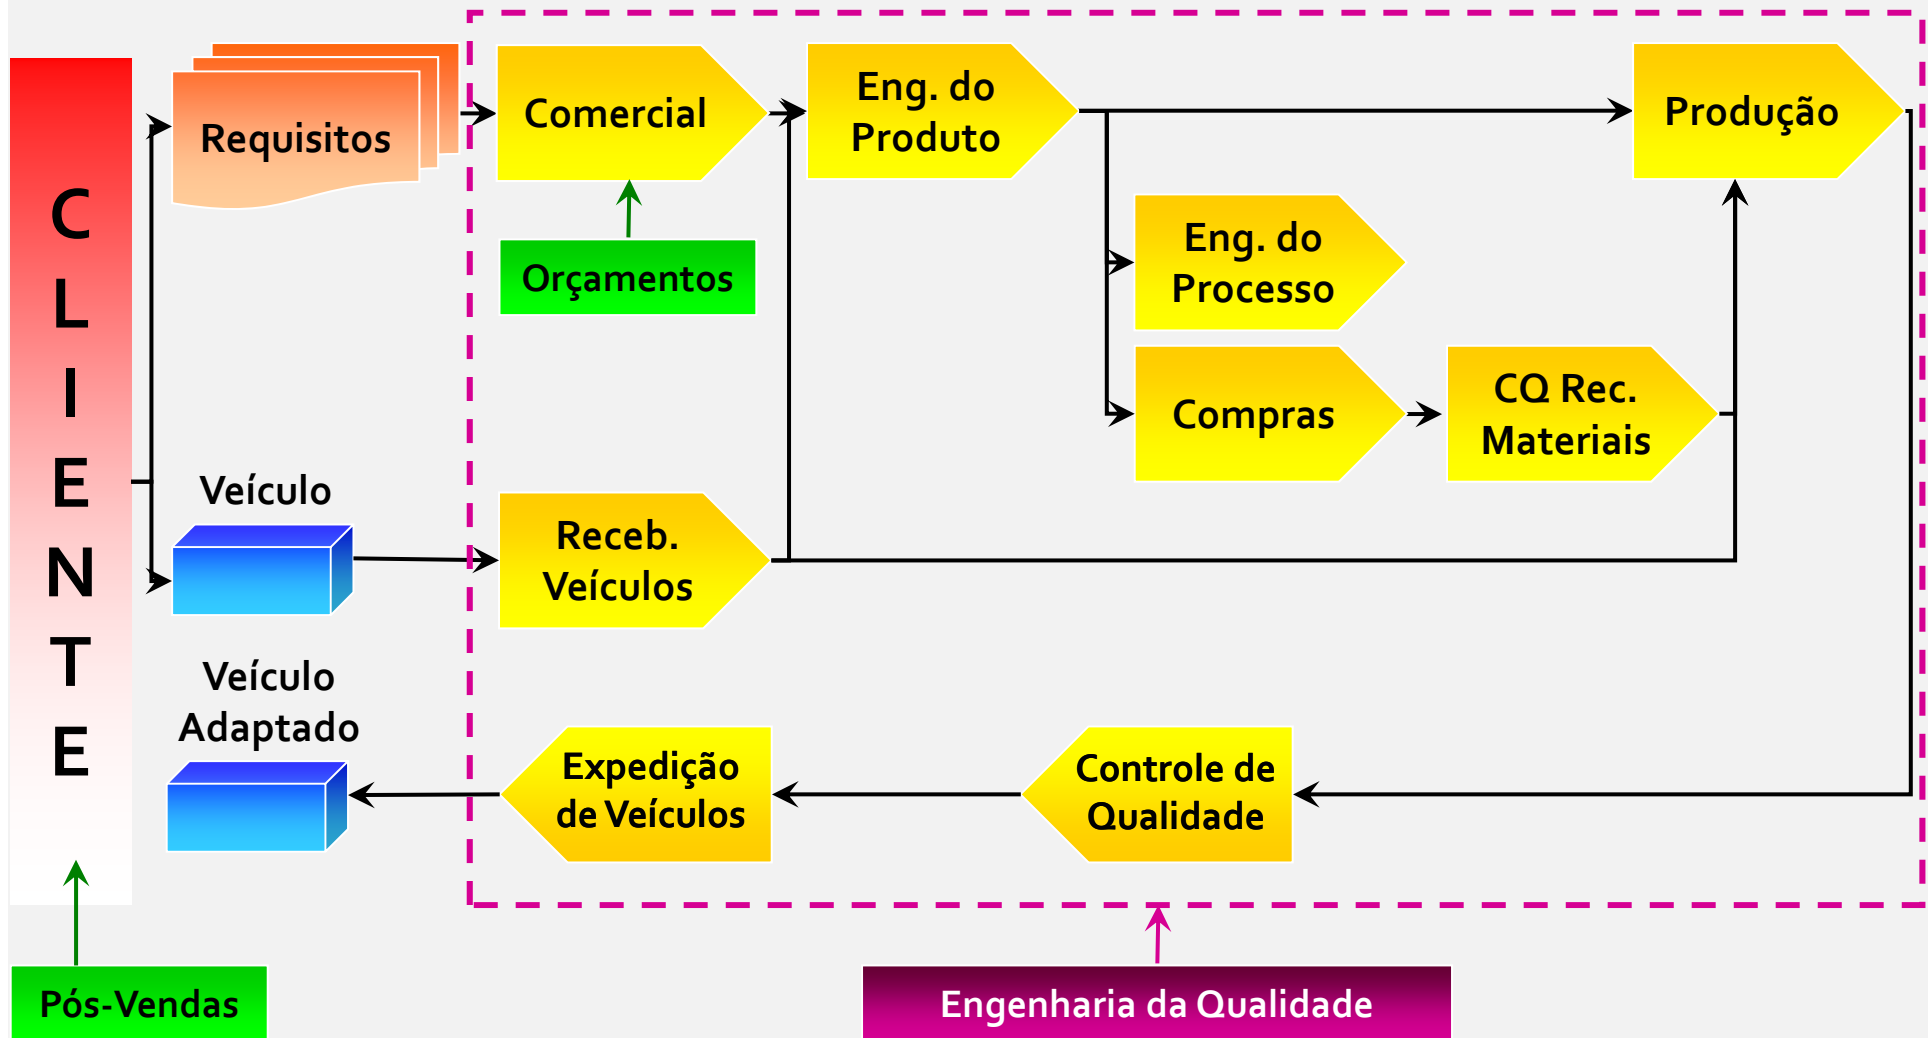 CLIENTE
Requisitos
Comercial
Eng. do
Produto
Produção
Orçamentos
Eng. do
Processo
Compras
CQ Rec.
Materiais
Veículo
Receb.
Veículos
Veículo
Adaptado
Expedição
de Veículos
Controle de
Qualidade
Pós-Vendas
Engenharia da Qualidade